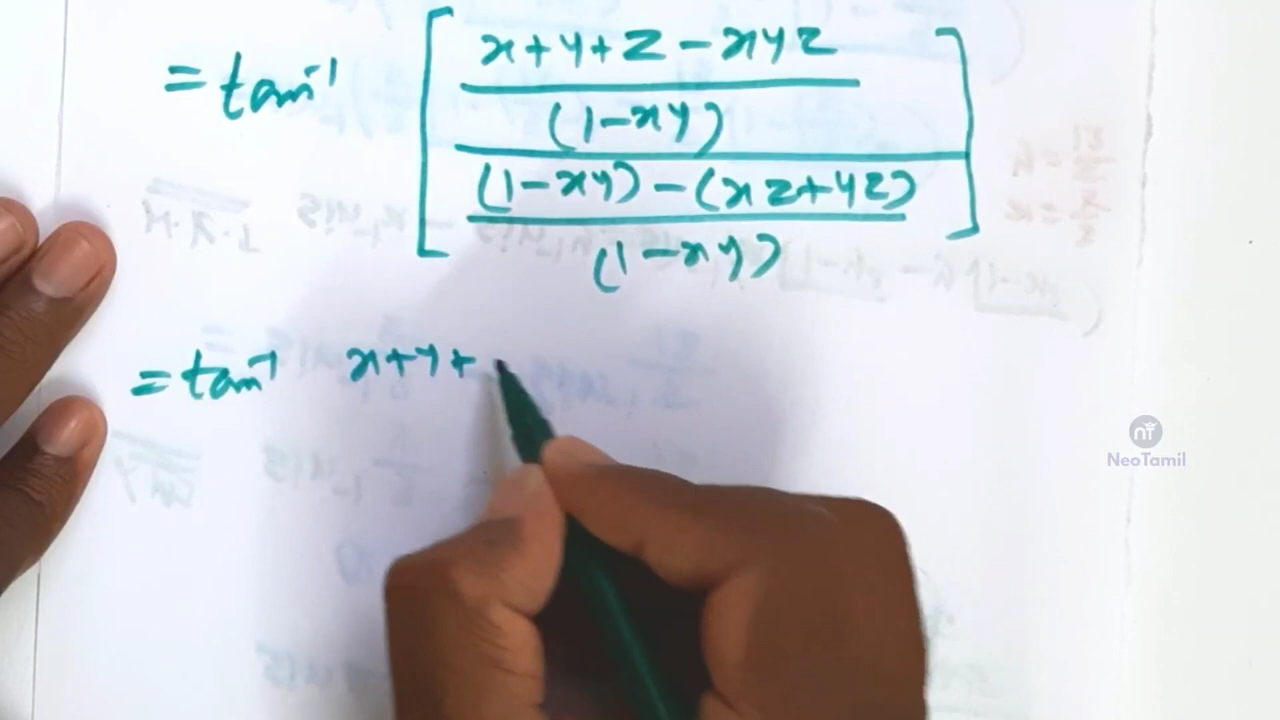 = tan⁻¹ [ x+y+z-xyz
(1-xy)
(1-xy)-(xz+yz)
(1-xy) ]
= tan⁻¹ x+y+
NeoTamil